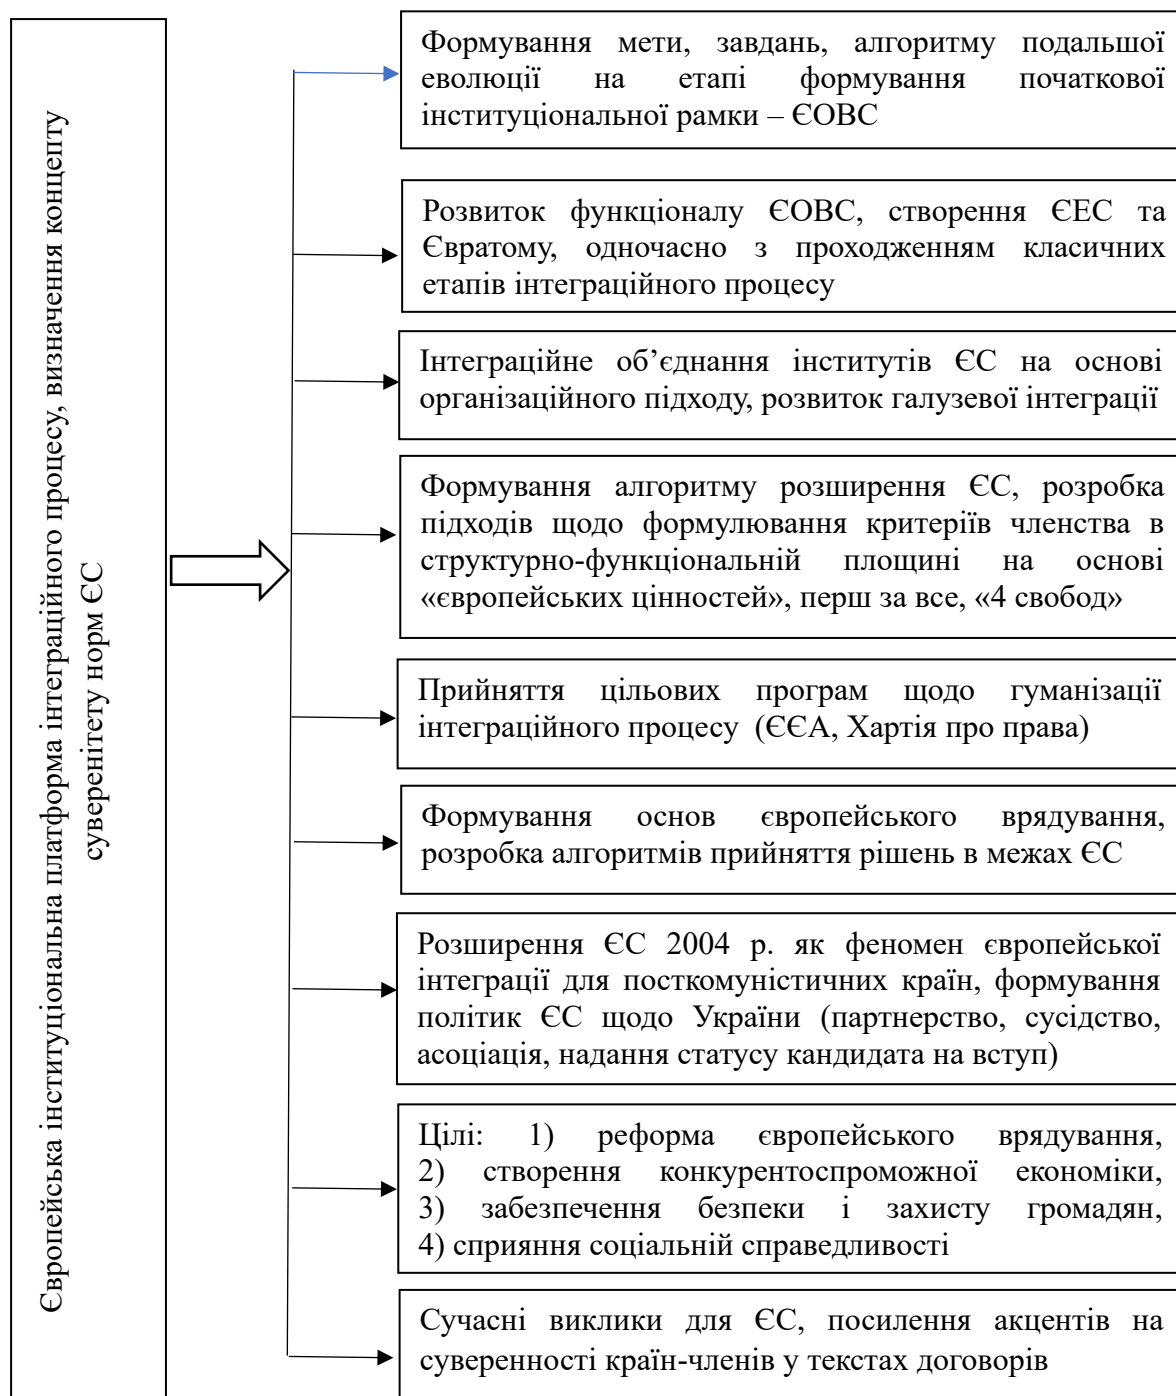 Європейська інституціональна платформа інтеграційного процесу, визначення концепту
суверенітету норм ЄС
Формування мети, завдань, алгоритму подальшої
еволюції на етапі формування початкової
інституціональної рамки – ЄОВС
Розвиток функціоналу ЄОВС, створення ЄЕС та
Євратому, одночасно з проходженням класичних
етапів інтеграційного процесу
Інтеграційне об’єднання інститутів ЄС на основі
організаційного підходу, розвиток галузевої інтеграції
Формування алгоритму розширення ЄС, розробка
підходів щодо формулювання критеріїв членства в
структурно-функціональній площині на основі
«європейських цінностей», перш за все, «4 свобод»
Прийняття цільових програм щодо гуманізації
інтеграційного процесу (ЄЄА, Хартія про права)
Формування основ європейського врядування,
розробка алгоритмів прийняття рішень в межах ЄС
Розширення ЄС 2004 р. як феномен європейської
інтеграції для посткомуністичних країн, формування
політик ЄС щодо України (партнерство, сусідство,
асоціація, надання статусу кандидата на вступ)
Цілі: 1) реформа європейського врядування,
2) створення конкурентоспроможної економіки,
3) забезпечення безпеки і захисту громадян,
4) сприяння соціальній справедливості
Сучасні виклики для ЄС, посилення акцентів на
суверенності країн-членів у текстах договорів